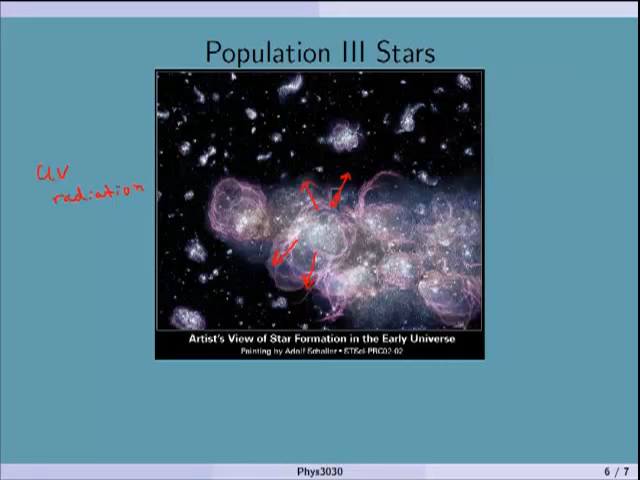 Population III Stars
UV
radiation
Artist's View of Star Formation in the Early Universe
Painting by Adolf Schaller • STScI-PRC02-02
Phys3030
6 / 7